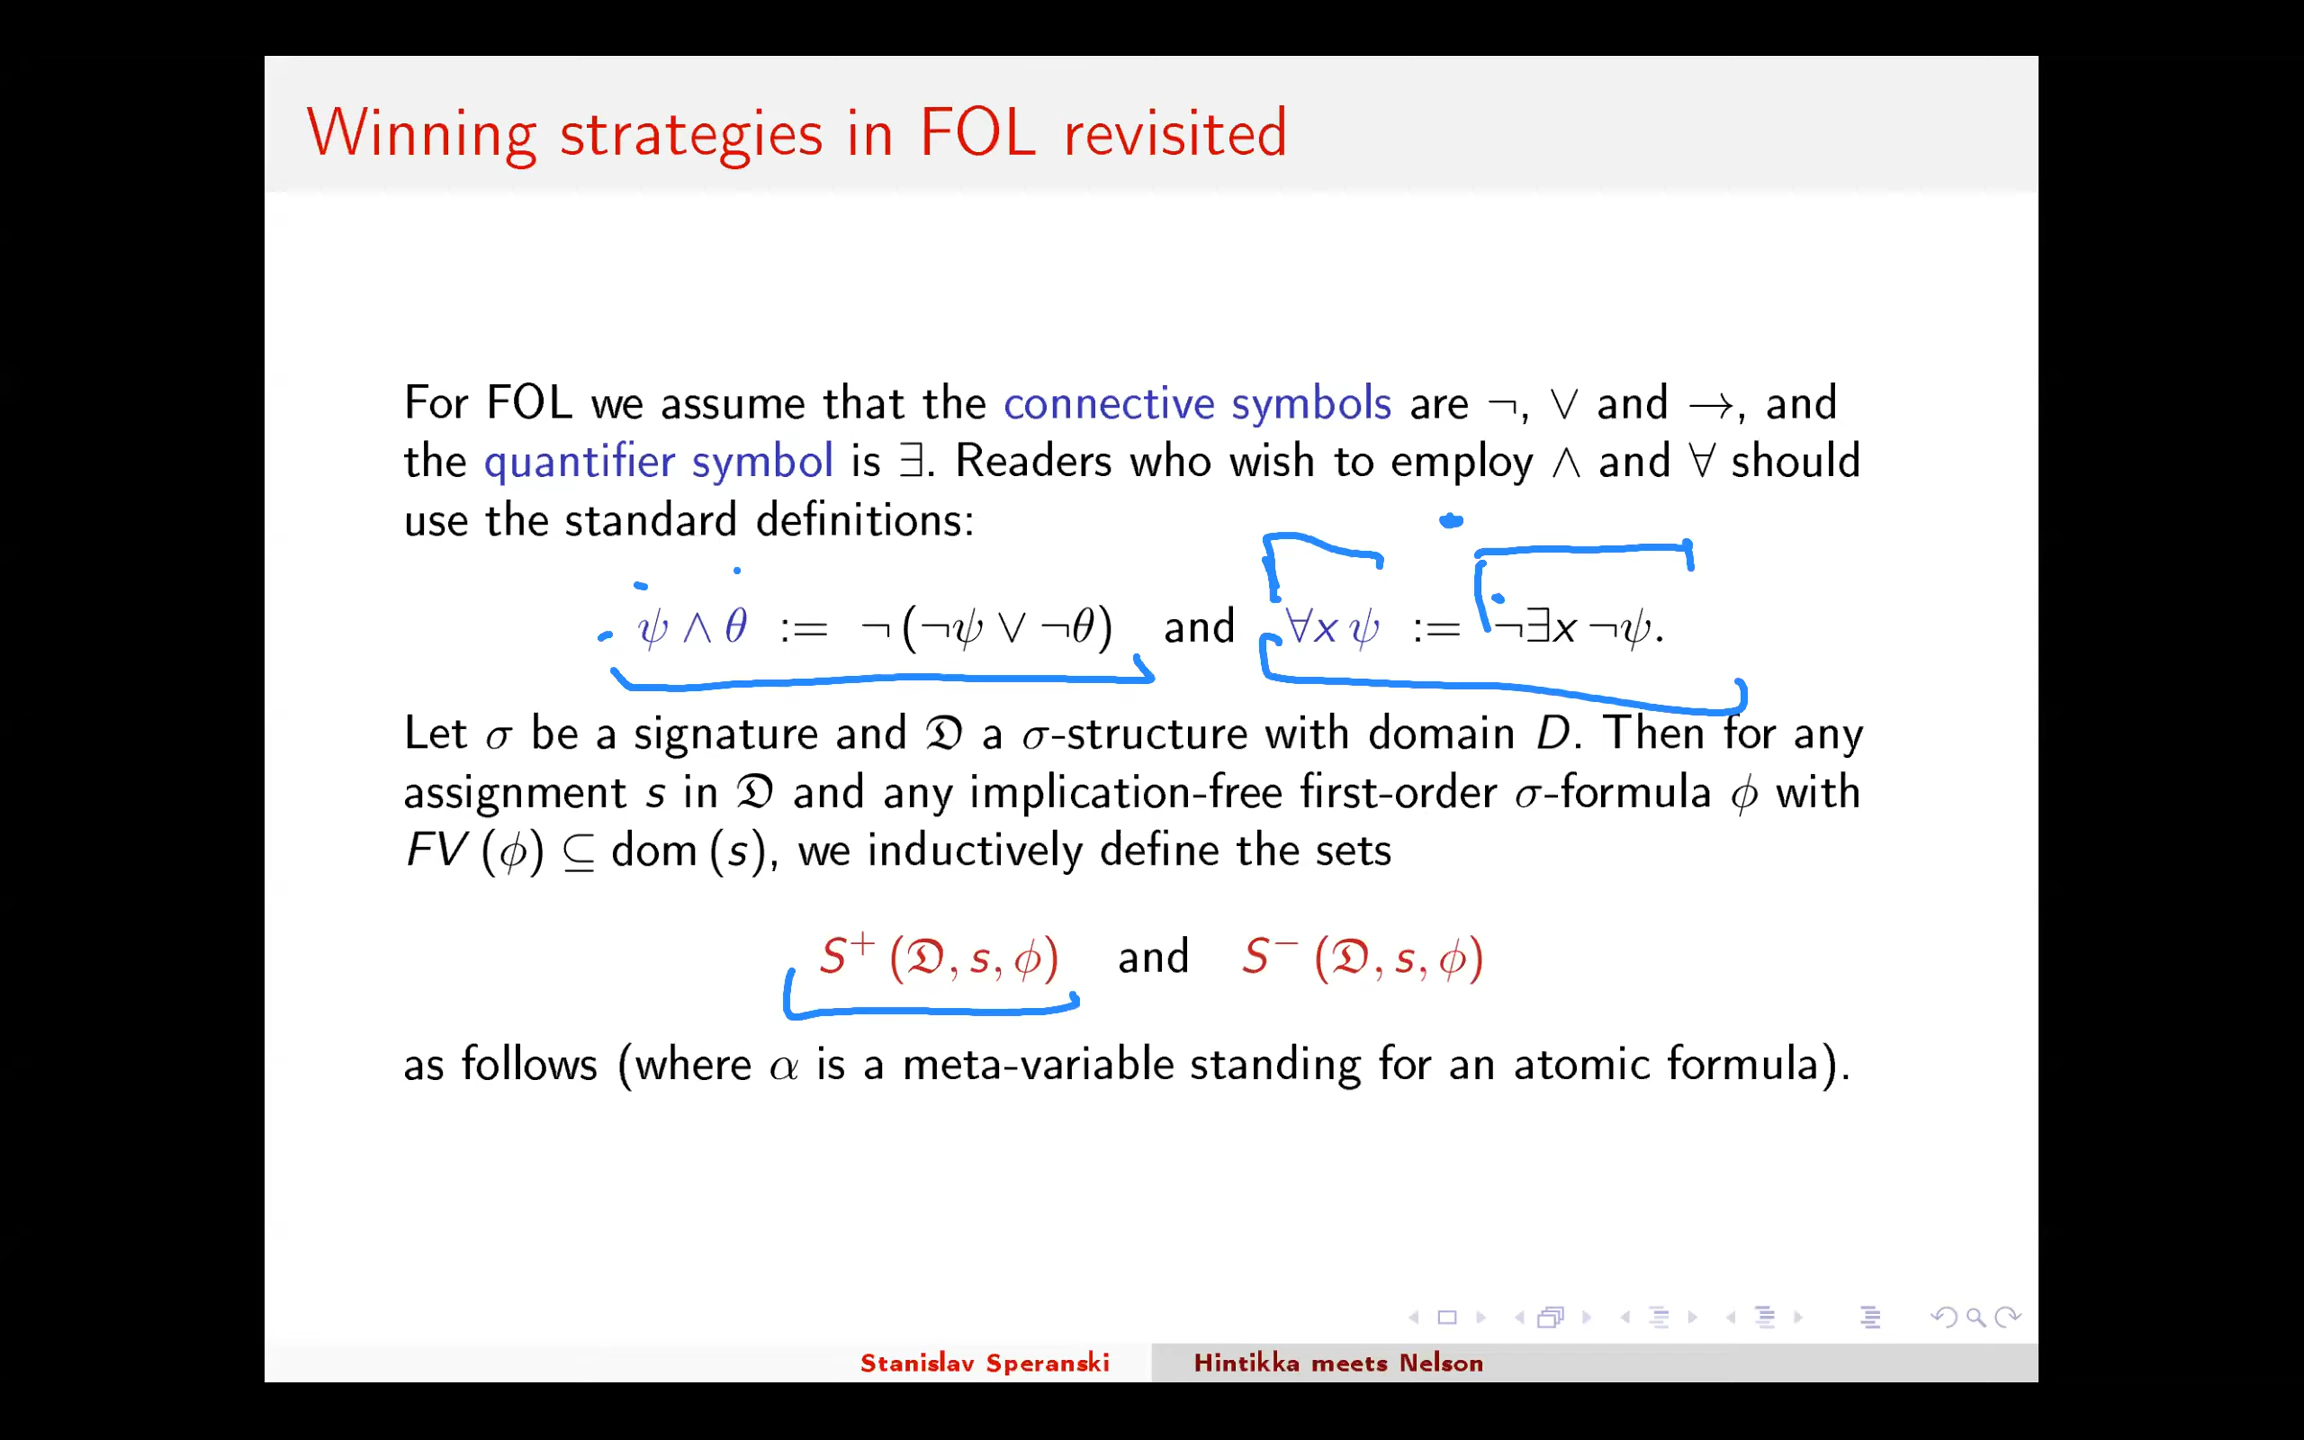 Winning strategies in FOL revisited
For FOL we assume that the connective symbols are ¬, ∨ and →, and
the quantifier symbol is ∃. Readers who wish to employ ∧ and ∀ should
use the standard definitions:
ψ ∧ θ := ¬(¬ψ ∨ ¬θ) and ∀x ψ := ¬∃x ¬ψ.
Let σ be a signature and 𝔇 a σ-structure with domain D. Then for any
assignment s in 𝔇 and any implication-free first-order σ-formula ϕ with
FV (ϕ) ⊆ dom (s), we inductively define the sets
S⁺ (𝔇, s, ϕ) and S⁻ (𝔇, s, ϕ)
as follows (where α is a meta-variable standing for an atomic formula).
Stanislav Speranski Hintikka meets Nelson